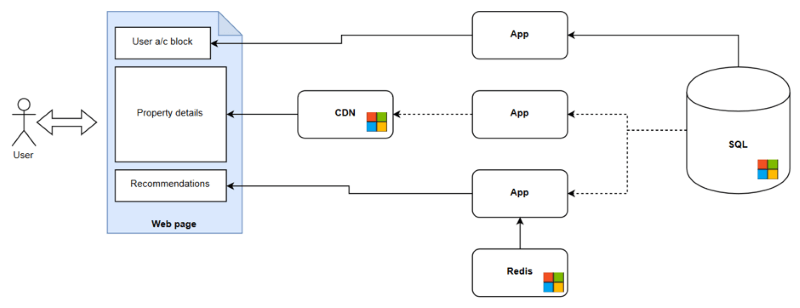 User a/c block
App
Property details
CDN
App
SQL
User
Recommendations
App
Web page
Redis